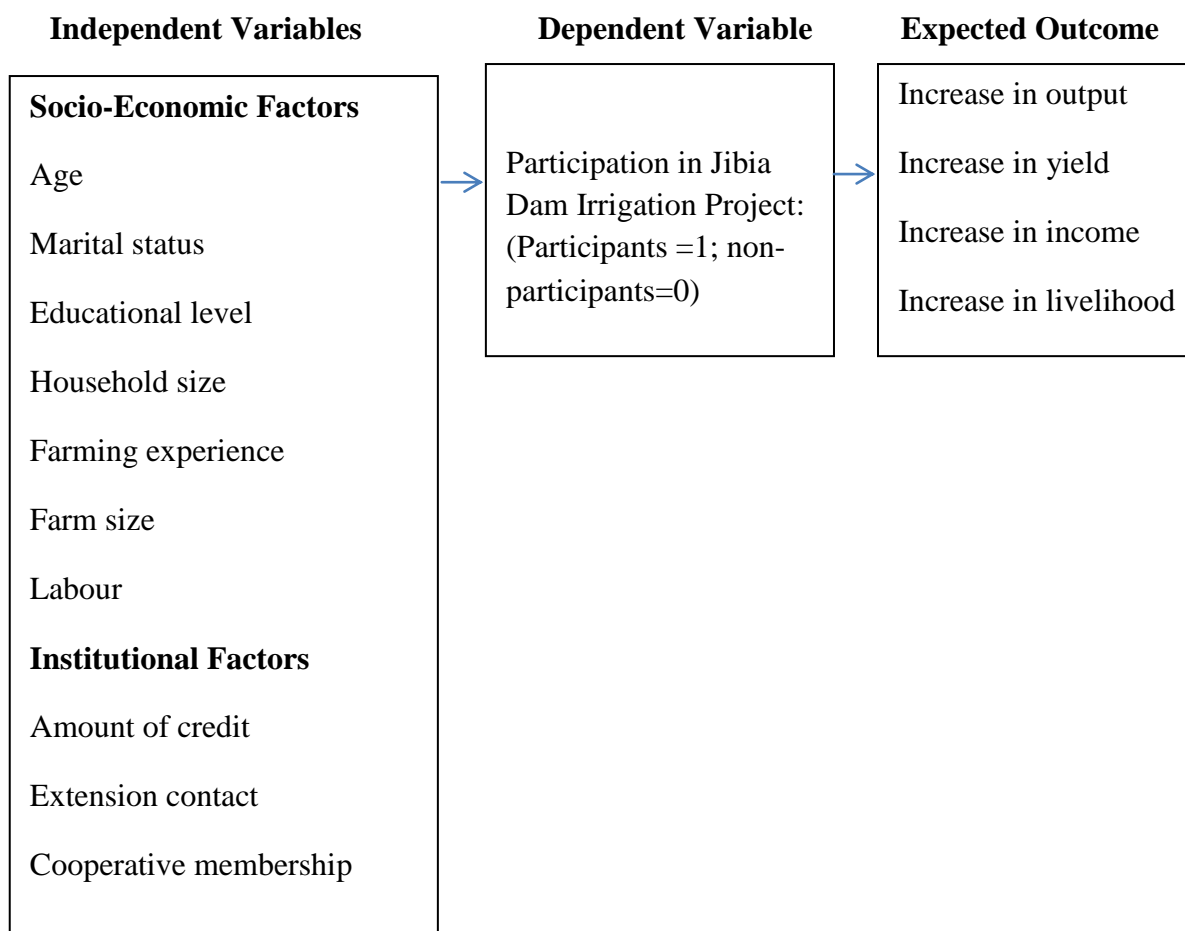 Independent Variables
Dependent Variable
Expected Outcome
Socio-Economic Factors
Age
Marital status
Educational level
Household size
Farming experience
Farm size
Labour
Institutional Factors
Amount of credit
Extension contact
Cooperative membership
Participation in Jibia
Dam Irrigation Project:
(Participants =1; non-
participants=0)
Increase in output
Increase in yield
Increase in income
Increase in livelihood